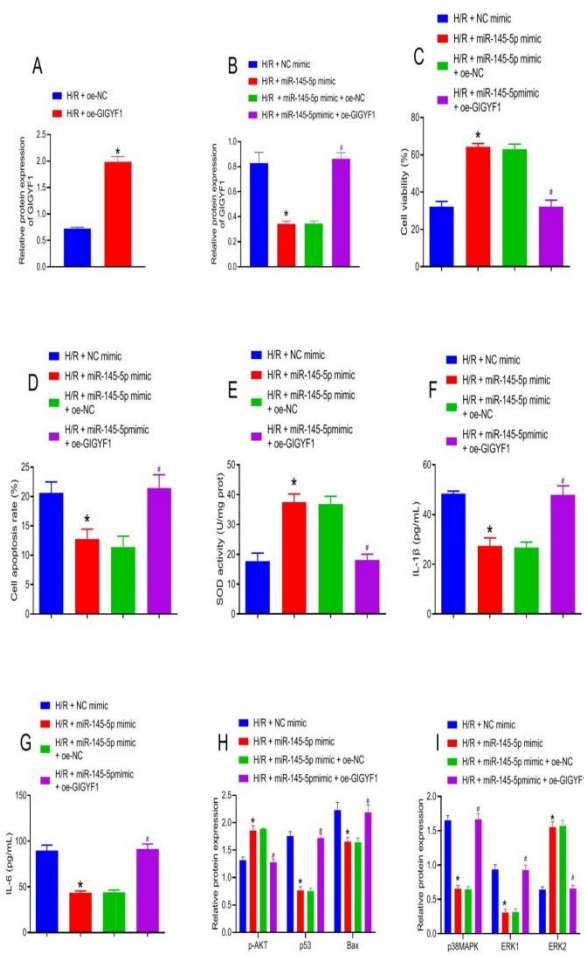 A
H/R + oe-NC
H/R + oe-GIGYF1
Relative protein expression
of GIGYF1
2.5
2.0
1.5
1.0
0.5
0.0
*
B
H/R + NC mimic
H/R + miR-145-5p mimic
H/R + miR-145-5p mimic + oe-NC
H/R + miR-145-5pmimic + oe-GIGYF1
Relative protein expression
of GIGYF1
1.0
0.8
0.6
0.4
0.2
0.0
*
#
C
H/R + NC mimic
H/R + miR-145-5p mimic
H/R + miR-145-5p mimic
+ oe-NC
H/R + miR-145-5pmimic
+ oe-GIGYF1
Cell viability (%)
80
60
40
20
0
*
#
D
H/R + NC mimic
H/R + miR-145-5p mimic
H/R + miR-145-5p mimic
+ oe-NC
H/R + miR-145-5pmimic
+ oe-GIGYF1
Cell apoptosis rate (%)
25
20
15
10
5
0
*
#
E
H/R + NC mimic
H/R + miR-145-5p mimic
H/R + miR-145-5p mimic
+ oe-NC
H/R + miR-145-5pmimic
+ oe-GIGYF1
SOD activity (U/mg prot)
50
40
30
20
10
0
*
#
F
H/R + NC mimic
H/R + miR-145-5p mimic
H/R + miR-145-5p mimic
+ oe-NC
H/R + miR-145-5pmimic
+ oe-GIGYF1
IL-1β (pg/mL)
60
40
20
0
*
#
G
H/R + NC mimic
H/R + miR-145-5p mimic
H/R + miR-145-5p mimic
+ oe-NC
H/R + miR-145-5pmimic
+ oe-GIGYF1
IL-6 (pg/mL)
150
100
50
0
*
#
H
H/R + NC mimic
H/R + miR-145-5p mimic
H/R + miR-145-5p mimic + oe-NC
H/R + miR-145-5pmimic + oe-GIGYF1
Relative protein expression
2.5
2.0
1.5
1.0
0.5
0.0
* # * # * #
p-AKT p53 Bax
I
H/R + NC mimic
H/R + miR-145-5p mimic
H/R + miR-145-5p mimic + oe-NC
H/R + miR-145-5pmimic + oe-GIGYF1
Relative protein expression
2.0
1.5
1.0
0.5
0.0
* # * # * #
p38MAPK ERK1 ERK2